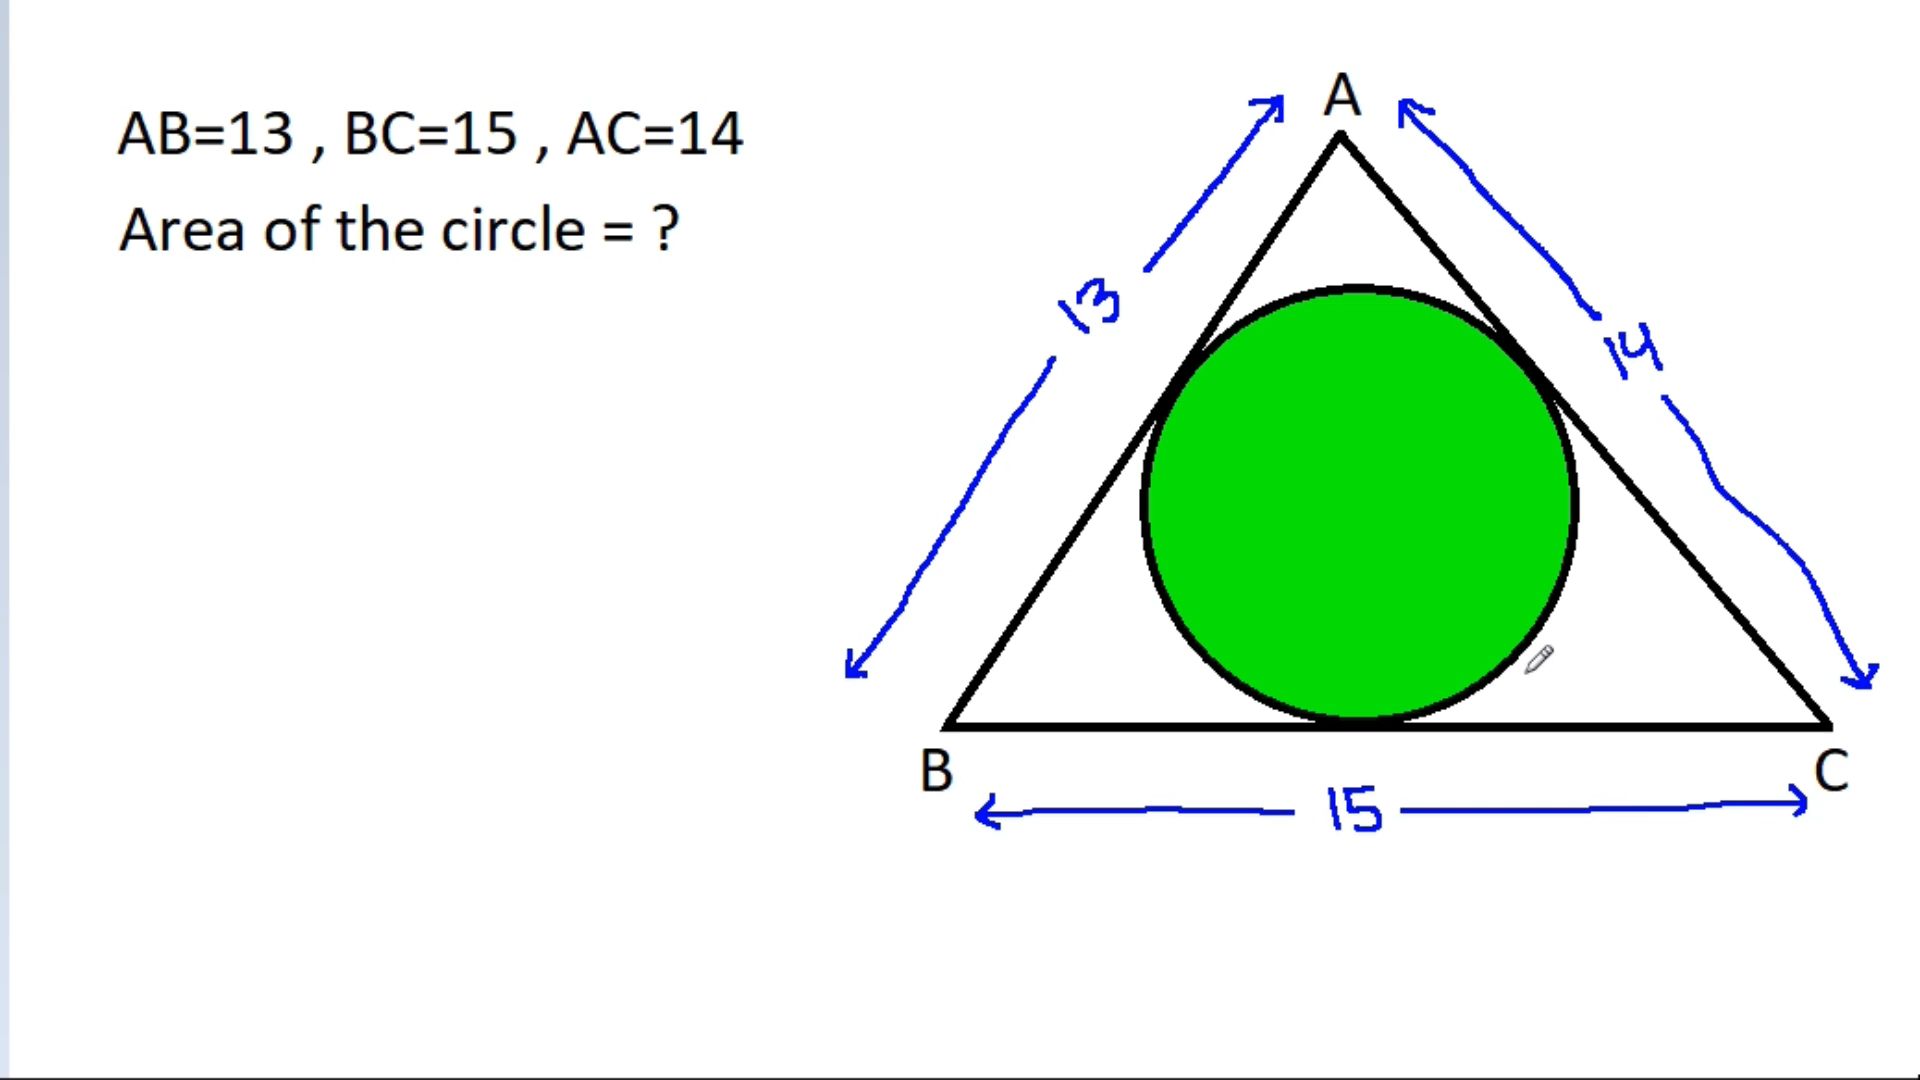 AB=13 , BC=15 , AC=14
Area of the circle = ?
A
13
14
B
C
15